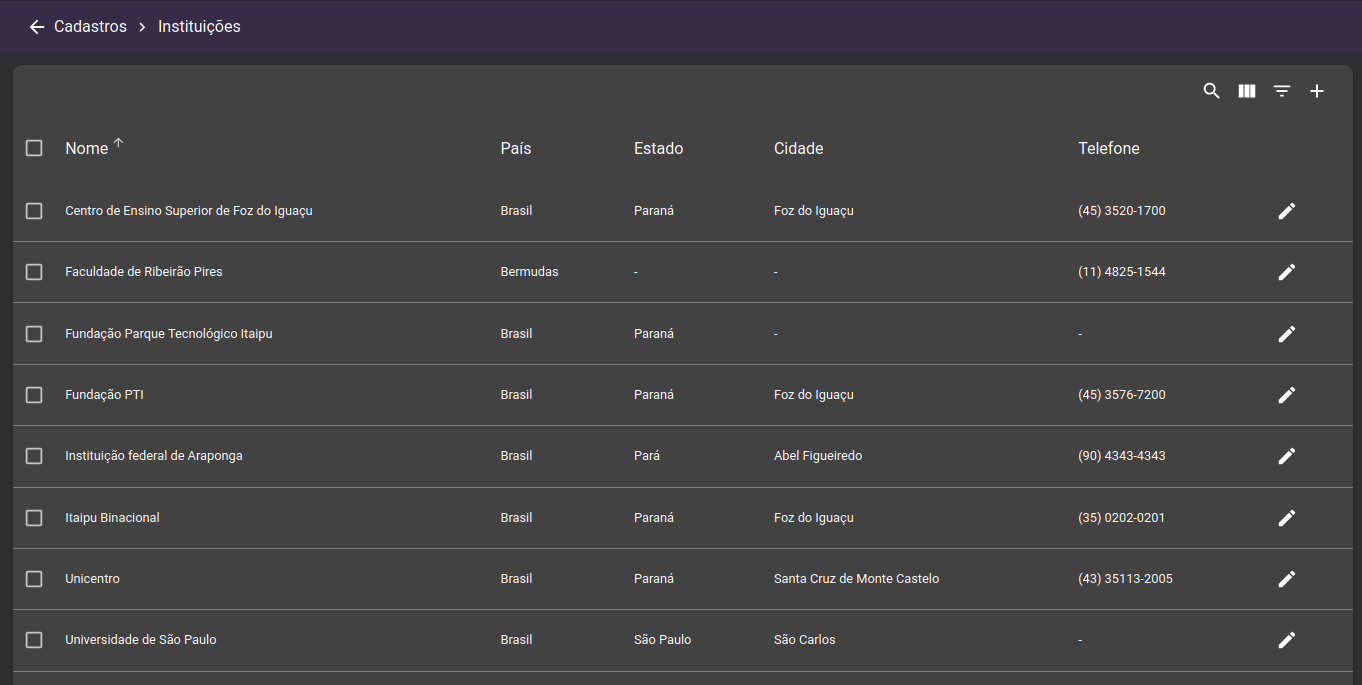 Cadastros > Instituições
Nome ↑ País Estado Cidade Telefone
Centro de Ensino Superior de Foz do Iguaçu Brasil Paraná Foz do Iguaçu (45) 3520-1700
Faculdade de Ribeirão Pires Bermudas - - (11) 4825-1544
Fundação Parque Tecnológico Itaipu Brasil Paraná - -
Fundação PTI Brasil Paraná Foz do Iguaçu (45) 3576-7200
Instituição federal de Araponga Brasil Pará Abel Figueiredo (90) 4343-4343
Itaipu Binacional Brasil Paraná Foz do Iguaçu (35) 0202-0201
Unicentro Brasil Paraná Santa Cruz de Monte Castelo (43) 35113-2005
Universidade de São Paulo Brasil São Paulo São Carlos -